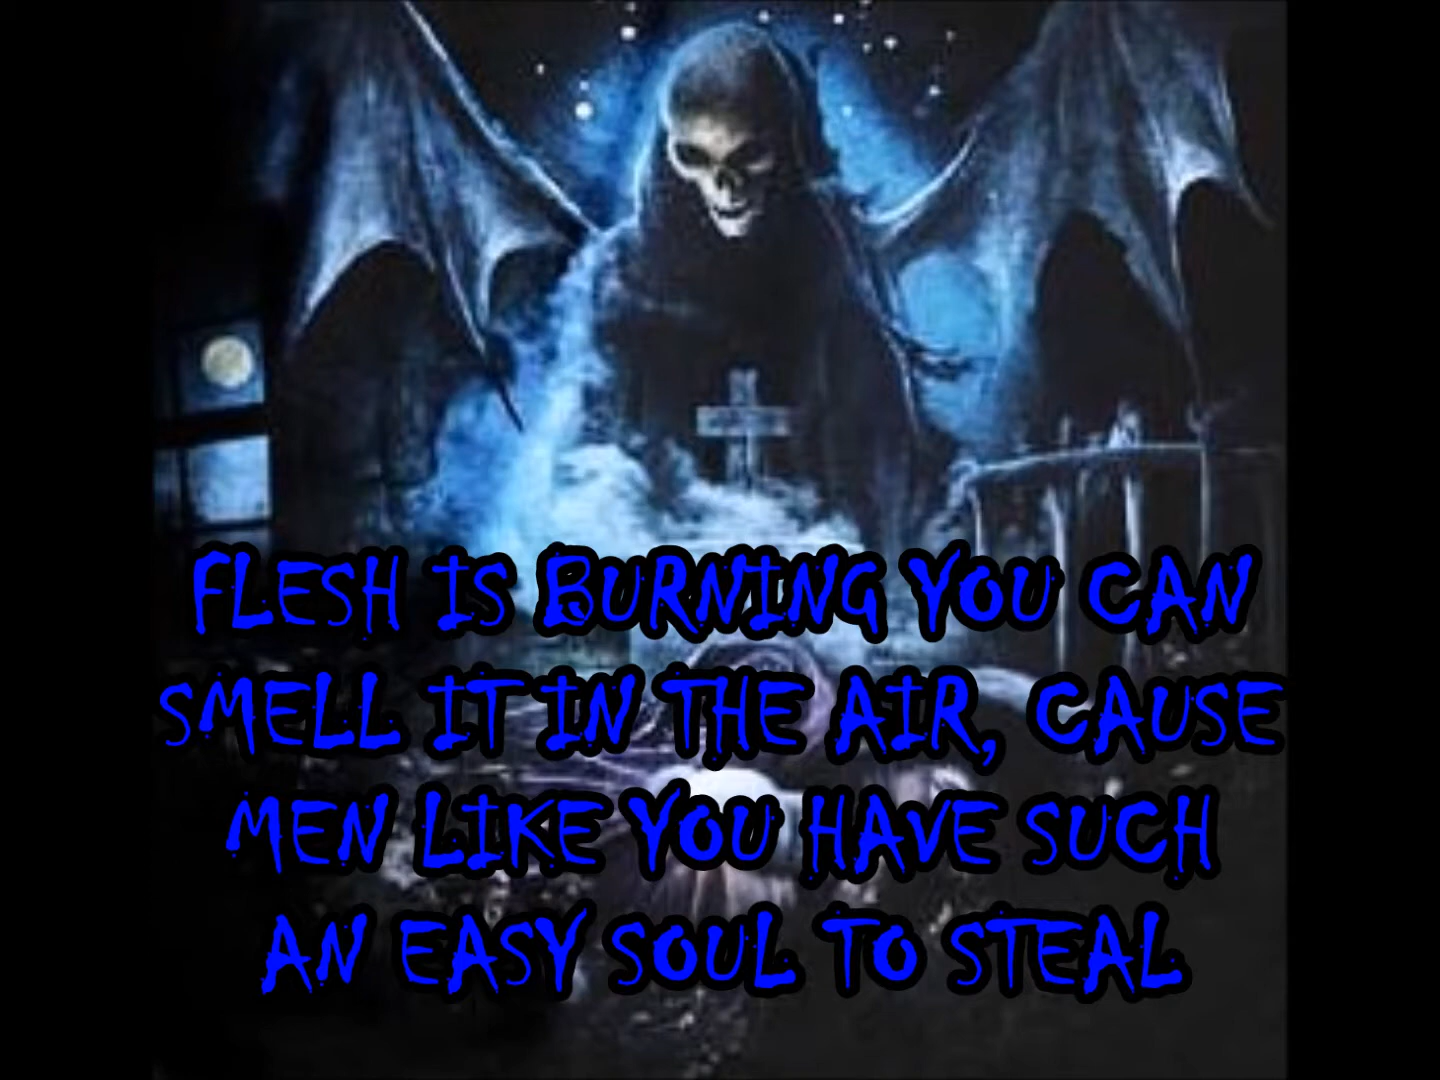 FLESH IS BURNING YOU CAN
SMELL IT IN THE AIR, CAUSE
MEN LIKE YOU HAVE SUCH
AN EASY SOUL TO STEAL